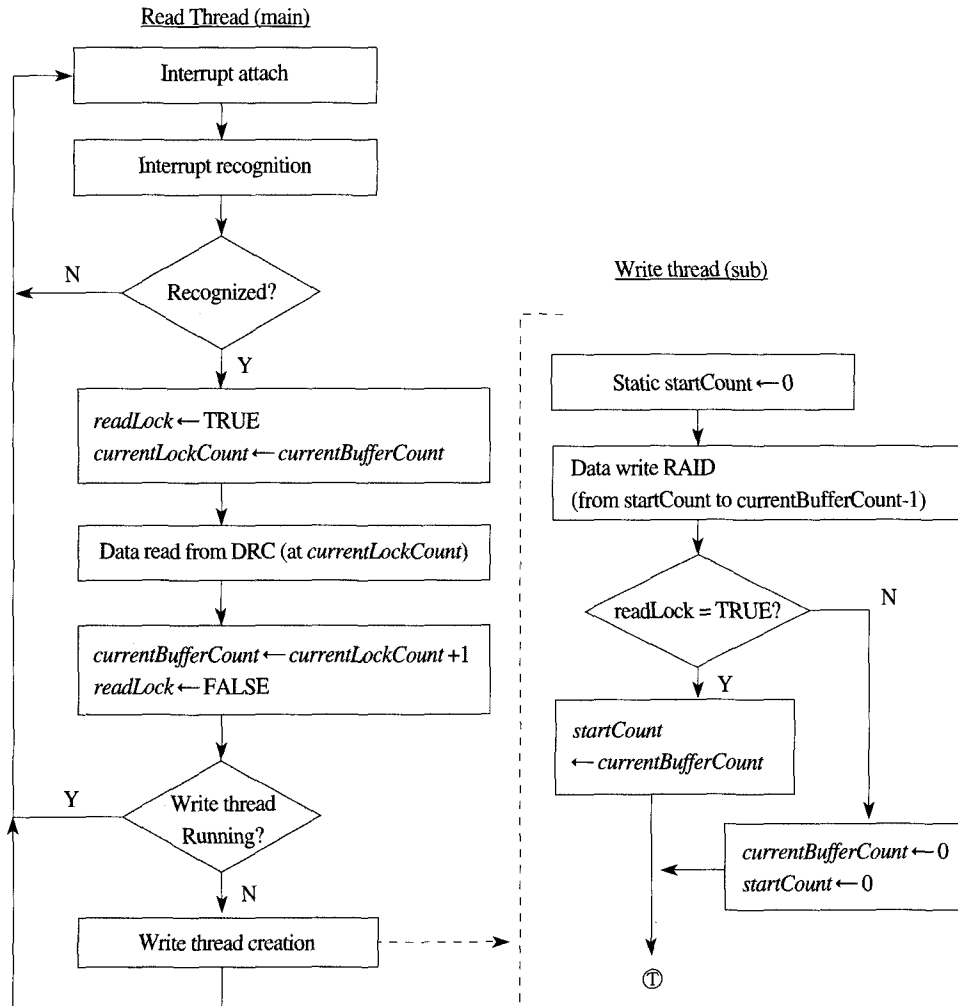 Read Thread (main)
Interrupt attach
Interrupt recognition
N
Recognized?
Y
readLock ← TRUE
currentLockCount ← currentBufferCount
Data read from DRC (at currentLockCount)
currentBufferCount ← currentLockCount +1
readLock ← FALSE
Y
Write thread
Running?
N
Write thread creation
Write thread (sub)
Static startCount ← 0
Data write RAID
(from startCount to currentBufferCount-1)
readLock = TRUE?
N
Y
startCount
← currentBufferCount
currentBufferCount ← 0
startCount ← 0
Ⓣ